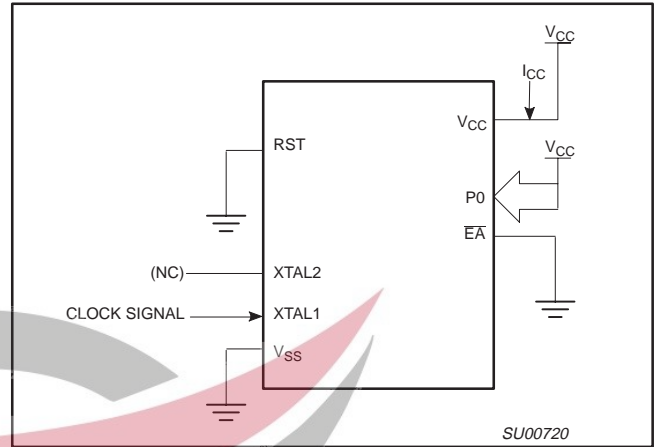 VCC
ICC
VCC
RST
VCC
P0
EA
(NC)
XTAL2
CLOCK SIGNAL
XTAL1
VSS
SU00720